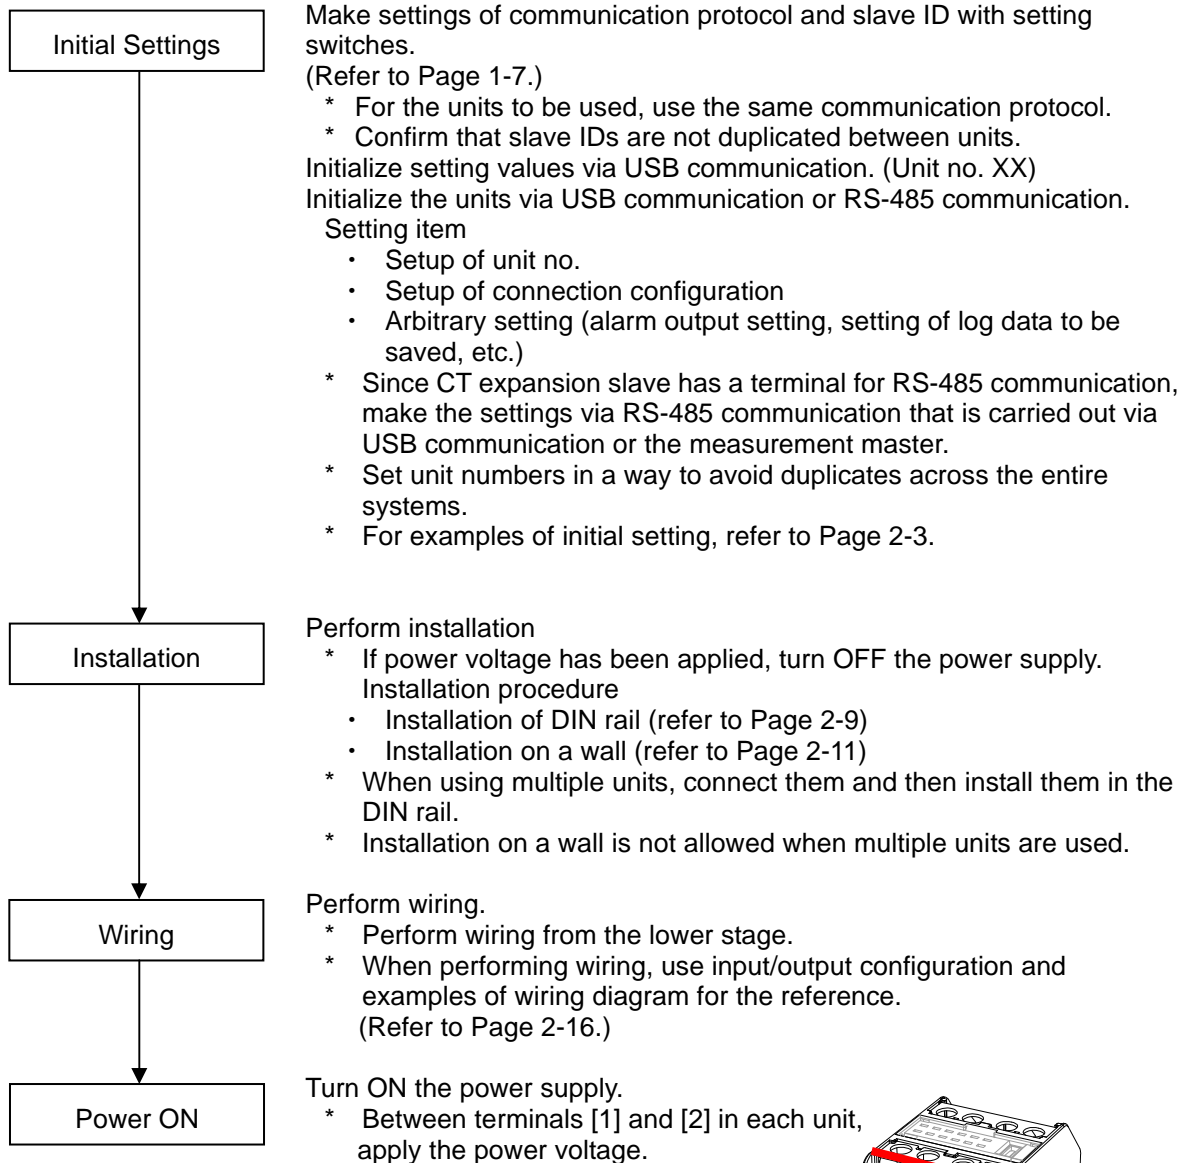 Initial Settings
Make settings of communication protocol and slave ID with setting
switches.
(Refer to Page 1-7.)
* For the units to be used, use the same communication protocol.
* Confirm that slave IDs are not duplicated between units.
Initialize setting values via USB communication. (Unit no. XX)
Initialize the units via USB communication or RS-485 communication.
Setting item
・ Setup of unit no.
・ Setup of connection configuration
・ Arbitrary setting (alarm output setting, setting of log data to be
saved, etc.)
* Since CT expansion slave has a terminal for RS-485 communication,
make the settings via RS-485 communication that is carried out via
USB communication or the measurement master.
* Set unit numbers in a way to avoid duplicates across the entire
systems.
* For examples of initial setting, refer to Page 2-3.
Installation
Perform installation
* If power voltage has been applied, turn OFF the power supply.
Installation procedure
・ Installation of DIN rail (refer to Page 2-9)
・ Installation on a wall (refer to Page 2-11)
* When using multiple units, connect them and then install them in the
DIN rail.
* Installation on a wall is not allowed when multiple units are used.
Wiring
Perform wiring.
* Perform wiring from the lower stage.
* When performing wiring, use input/output configuration and
examples of wiring diagram for the reference.
(Refer to Page 2-16.)
Power ON
Turn ON the power supply.
* Between terminals [1] and [2] in each unit,
apply the power voltage.